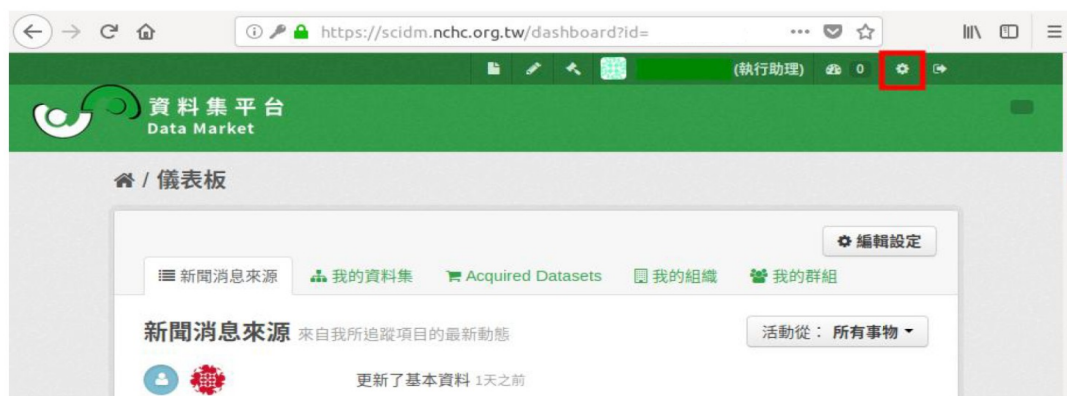 https://scidm.nchc.org.tw/dashboard?id=
(執行助理) 0
資料集平台
Data Market
/ 儀表板
編輯設定
新聞消息來源 我的資料集 Acquired Datasets 我的組織 我的群組
新聞消息來源 來自我所追蹤項目的最新動態 活動從： 所有事物
更新了基本資料 1天之前